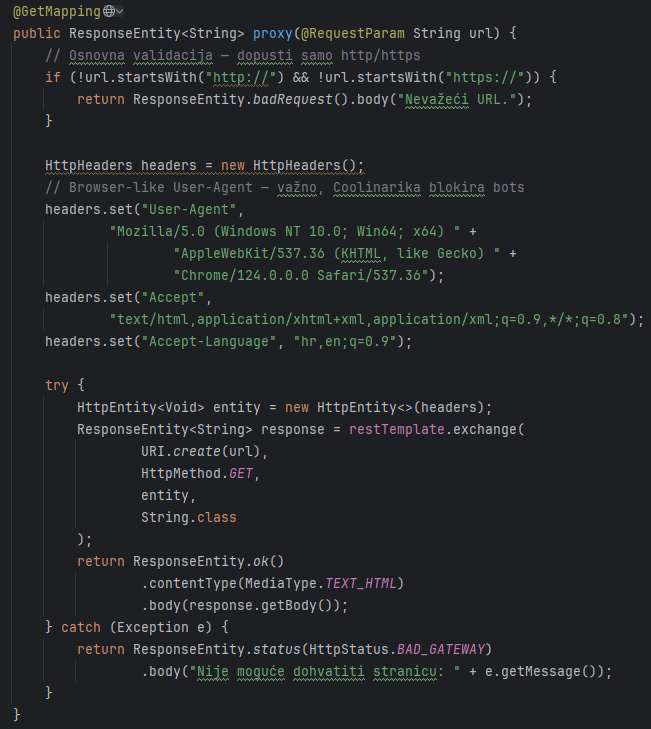 @GetMapping
public ResponseEntity<String> proxy(@RequestParam String url) {
    // Osnovna validacija — dopusti samo http/https
    if (!url.startsWith("http://") && !url.startsWith("https://")) {
        return ResponseEntity.badRequest().body("Nevažeći URL.");
    }

    HttpHeaders headers = new HttpHeaders();
    // Browser-like User-Agent — važno, Coolinarika blokira bots
    headers.set("User-Agent",
            "Mozilla/5.0 (Windows NT 10.0; Win64; x64) " +
                    "AppleWebKit/537.36 (KHTML, like Gecko) " +
                    "Chrome/124.0.0.0 Safari/537.36");
    headers.set("Accept",
            "text/html,application/xhtml+xml,application/xml;q=0.9,*/*;q=0.8");
    headers.set("Accept-Language", "hr,en;q=0.9");

    try {
        HttpEntity<Void> entity = new HttpEntity<>(headers);
        ResponseEntity<String> response = restTemplate.exchange(
                URI.create(url),
                HttpMethod.GET,
                entity,
                String.class
        );
        return ResponseEntity.ok()
                .contentType(MediaType.TEXT_HTML)
                .body(response.getBody());
    } catch (Exception e) {
        return ResponseEntity.status(HttpStatus.BAD_GATEWAY)
                .body("Nije moguće dohvatiti stranicu: " + e.getMessage());
    }
}